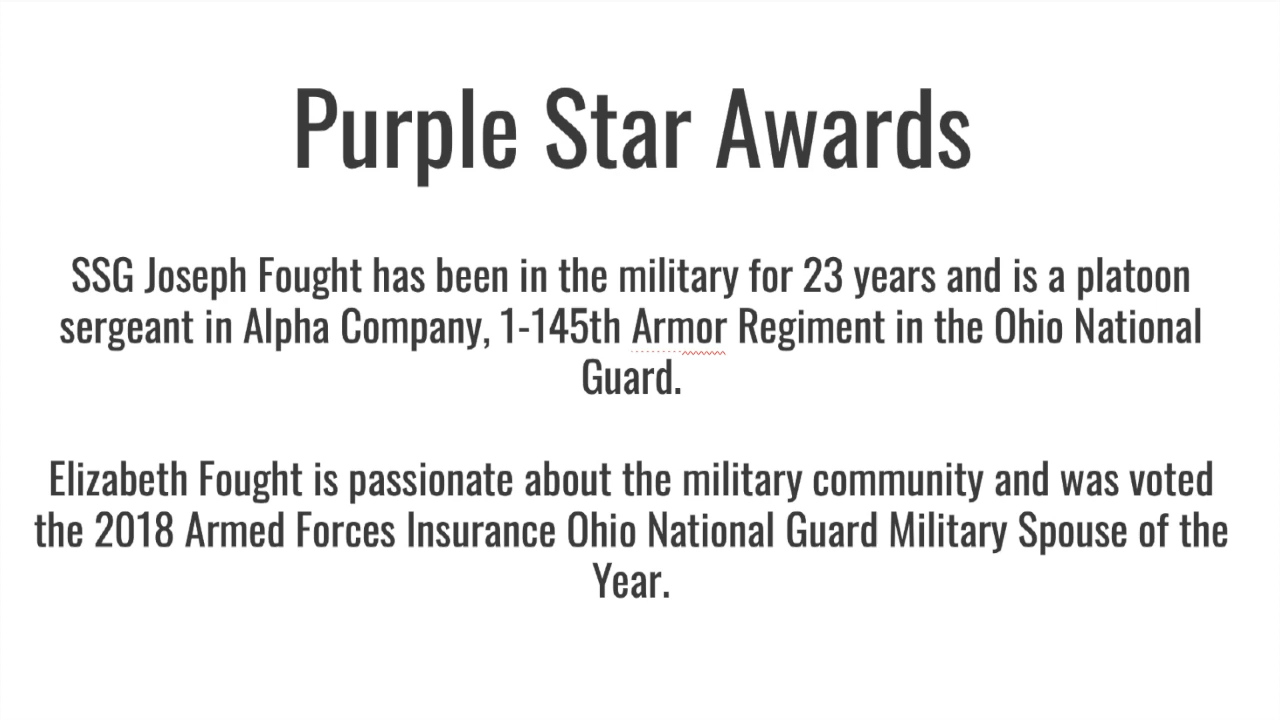 Purple Star Awards
SSG Joseph Fought has been in the military for 23 years and is a platoon
sergeant in Alpha Company, 1-145th Armor Regiment in the Ohio National
Guard.
Elizabeth Fought is passionate about the military community and was voted
the 2018 Armed Forces Insurance Ohio National Guard Military Spouse of the
Year.